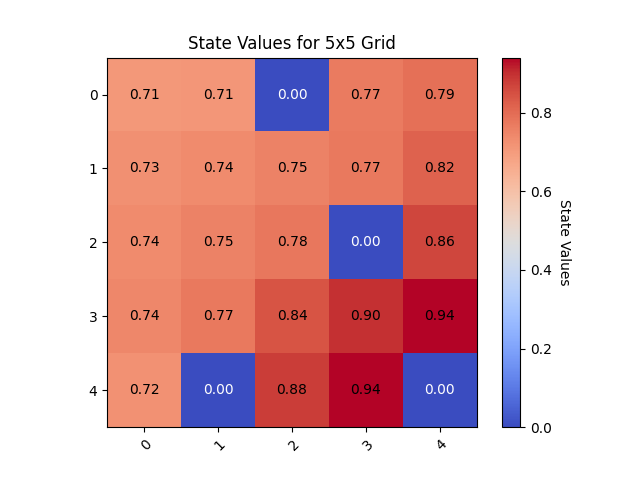 State Values for 5x5 Grid
0 0.71 0.71 0.00 0.77 0.79
1 0.73 0.74 0.75 0.77 0.82
2 0.74 0.75 0.78 0.00 0.86
3 0.74 0.77 0.84 0.90 0.94
4 0.72 0.00 0.88 0.94 0.00
0 1 2 3 4
0.8
0.6
0.4
0.2
0.0
State Values